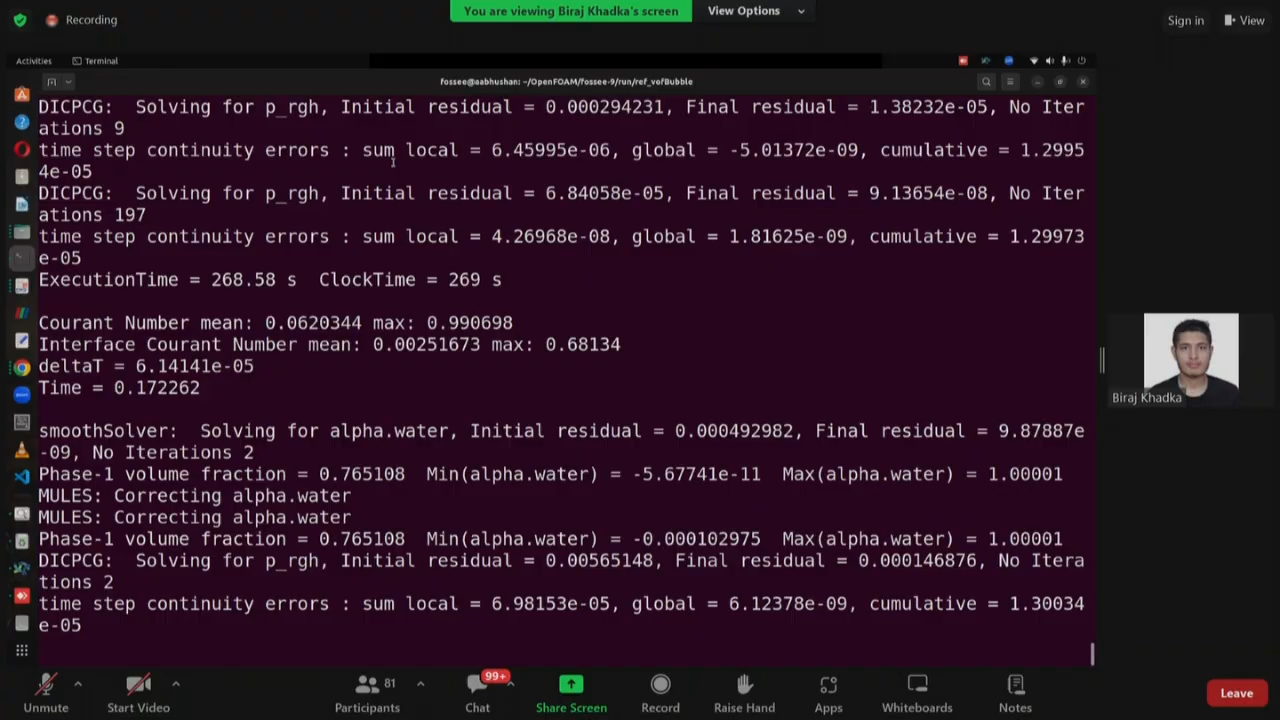 Recording
You are viewing Biraj Khadka's screen
View Options
Sign in
View
Activities
Terminal
fossee@aabhushan: ~/OpenFOAM/fossee-9/run/ref_vofBubble
DICPCG:  Solving for p_rgh, Initial residual = 0.000294231, Final residual = 1.38232e-05, No Iter
ations 9
time step continuity errors : sum local = 6.45995e-06, global = -5.01372e-09, cumulative = 1.2995
4e-05
DICPCG:  Solving for p_rgh, Initial residual = 6.84058e-05, Final residual = 9.13654e-08, No Iter
ations 197
time step continuity errors : sum local = 4.26968e-08, global = 1.81625e-09, cumulative = 1.29973
e-05
ExecutionTime = 268.58 s  ClockTime = 269 s
Courant Number mean: 0.0620344 max: 0.990698
Interface Courant Number mean: 0.00251673 max: 0.68134
deltaT = 6.14141e-05
Time = 0.172262
smoothSolver:  Solving for alpha.water, Initial residual = 0.000492982, Final residual = 9.87887e
-09, No Iterations 2
Phase-1 volume fraction = 0.765108  Min(alpha.water) = -5.67741e-11  Max(alpha.water) = 1.00001
MULES: Correcting alpha.water
MULES: Correcting alpha.water
Phase-1 volume fraction = 0.765108  Min(alpha.water) = -0.000102975  Max(alpha.water) = 1.00001
DICPCG:  Solving for p_rgh, Initial residual = 0.00565148, Final residual = 0.000146876, No Itera
tions 2
time step continuity errors : sum local = 6.98153e-05, global = 6.12378e-09, cumulative = 1.30034
e-05
Biraj Khadka
Unmute
Start Video
81
Participants
99+
Chat
Share Screen
Record
Raise Hand
Apps
Whiteboards
Notes
Leave